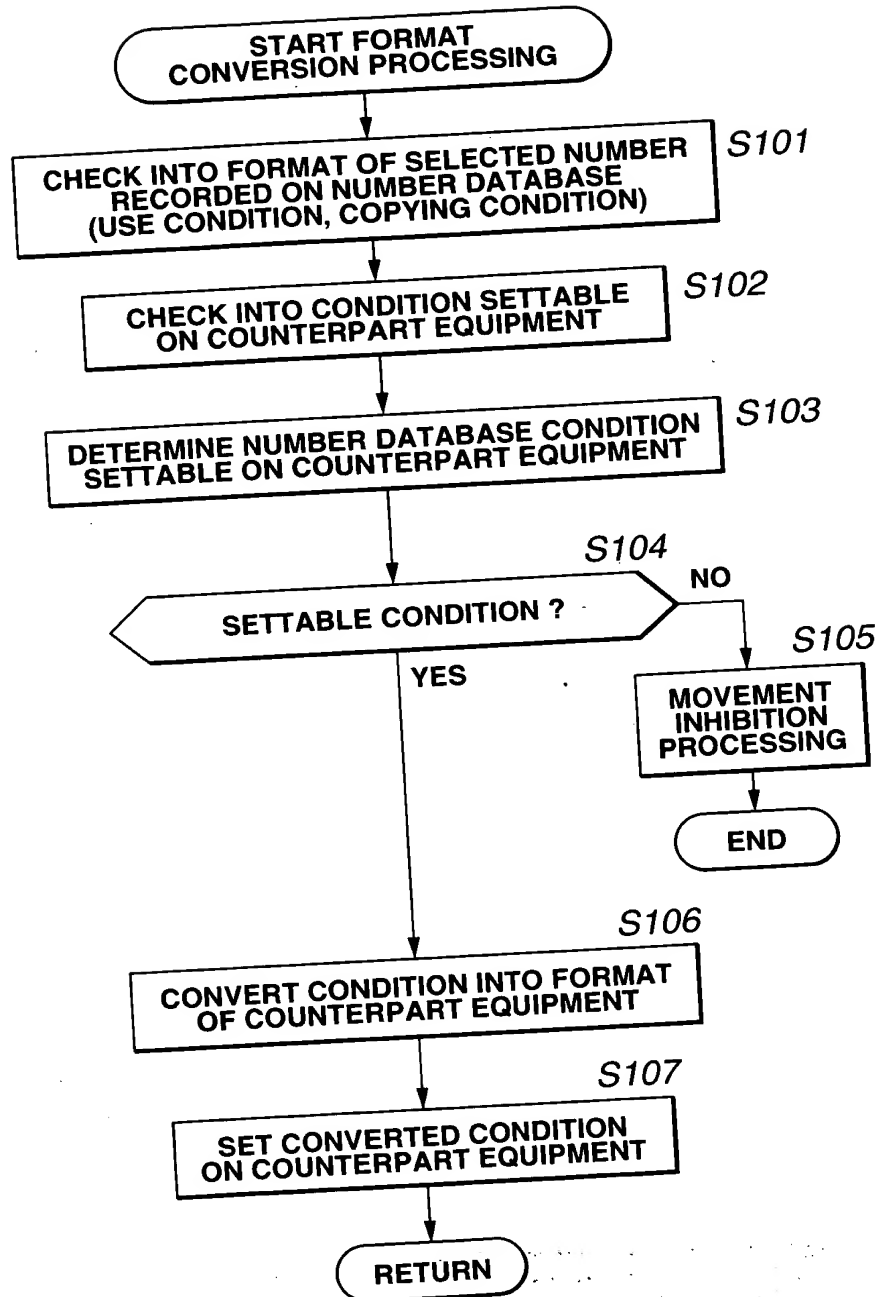 START FORMAT
CONVERSION PROCESSING
S101
CHECK INTO FORMAT OF SELECTED NUMBER
RECORDED ON NUMBER DATABASE
(USE CONDITION, COPYING CONDITION)
S102
CHECK INTO CONDITION SETTABLE
ON COUNTERPART EQUIPMENT
S103
DETERMINE NUMBER DATABASE CONDITION
SETTABLE ON COUNTERPART EQUIPMENT
S104
SETTABLE CONDITION ?
NO
YES
S105
MOVEMENT
INHIBITION
PROCESSING
END
S106
CONVERT CONDITION INTO FORMAT
OF COUNTERPART EQUIPMENT
S107
SET CONVERTED CONDITION
ON COUNTERPART EQUIPMENT
RETURN